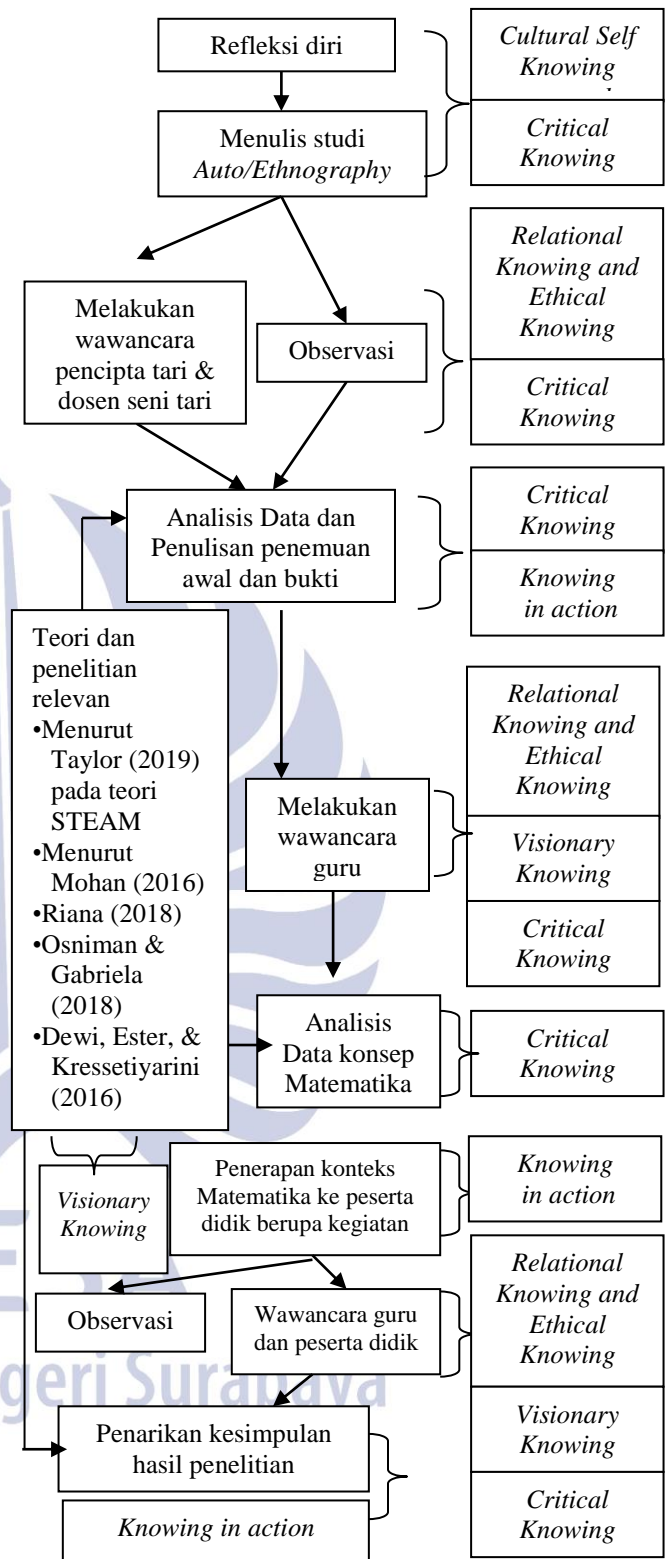 Refleksi diri
Cultural Self
Knowing
Menulis studi
Auto/Ethnography
Critical
Knowing
Melakukan
wawancara
pencipta tari &
dosen seni tari
Observasi
Relational
Knowing and
Ethical
Knowing
Critical
Knowing
Analisis Data dan
Penulisan penemuan
awal dan bukti
Critical
Knowing
Knowing
in action
Teori dan
penelitian
relevan
•Menurut
Taylor (2019)
pada teori
STEAM
•Menurut
Mohan (2016)
•Riana (2018)
•Osniman &
Gabriela
(2018)
•Dewi, Ester, &
Kressetiyarini
(2016)
Melakukan
wawancara
guru
Relational
Knowing and
Ethical
Knowing
Visionary
Knowing
Critical
Knowing
Analisis
Data konsep
Matematika
Critical
Knowing
Visionary
Knowing
Penerapan konteks
Matematika ke peserta
didik berupa kegiatan
Knowing
in action
Observasi
Wawancara guru
dan peserta didik
Relational
Knowing and
Ethical
Knowing
Visionary
Knowing
Critical
Knowing
geri Surabaya
Penarikan kesimpulan
hasil penelitian
Knowing in action